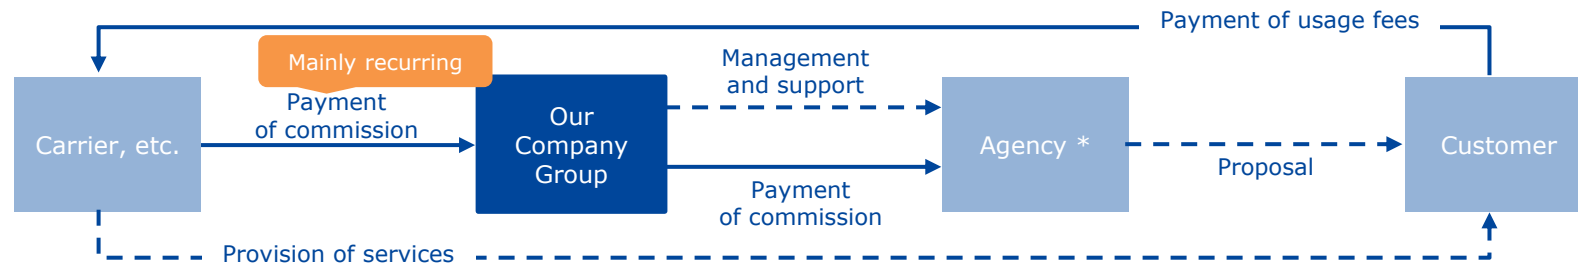 Payment of usage fees
Mainly recurring
Management
and support
Payment
of commission
Carrier, etc.
Our
Company
Group
Agency *
Customer
Proposal
Payment
of commission
Provision of services